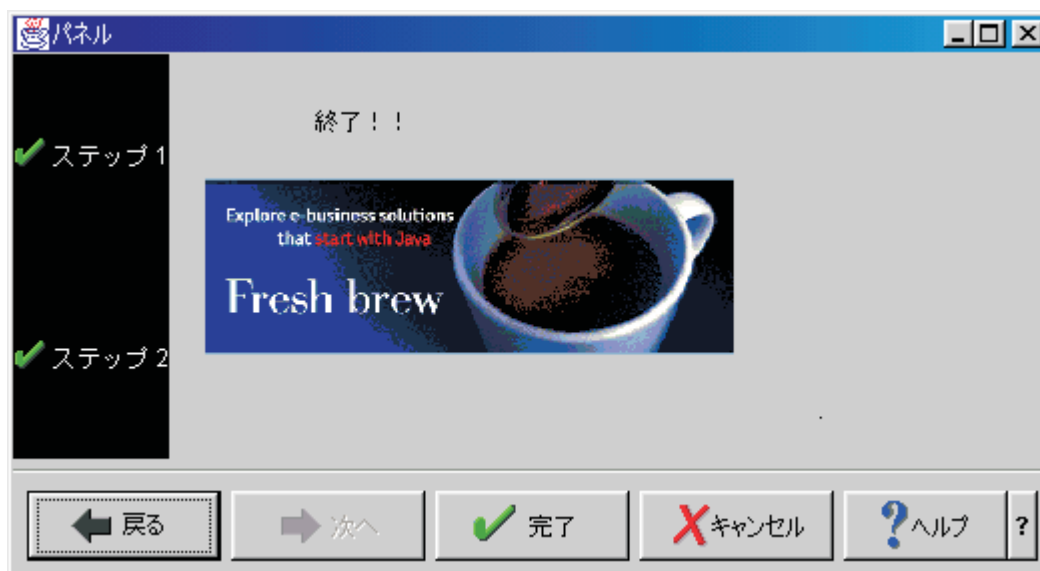 パネル
終了！！
ステップ 1
Explore e-business solutions
that start with Java
Fresh brew
ステップ 2
戻る
次へ
完了
キャンセル
ヘルプ
?